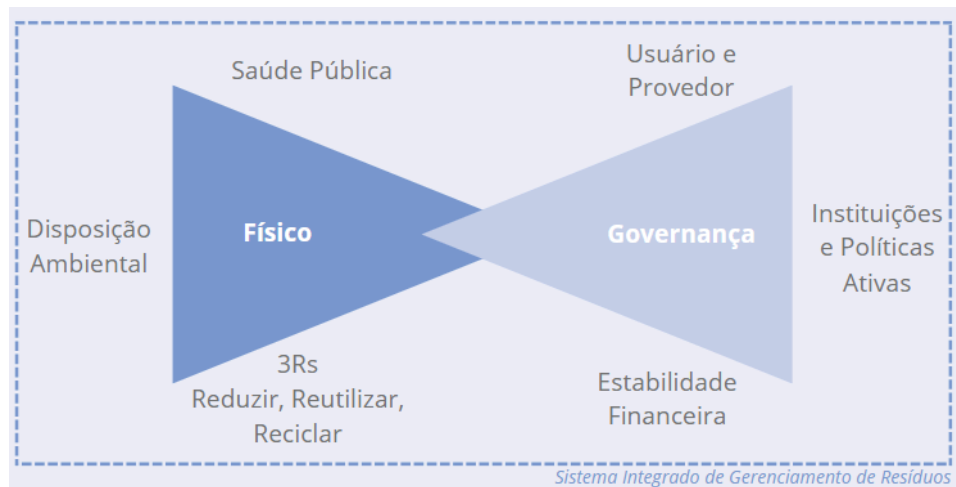 Saúde Pública
Usuário e
Provedor
Disposição
Ambiental
Físico
Governança
Instituições
e Políticas
Ativas
3Rs
Reduzir, Reutilizar,
Reciclar
Estabilidade
Financeira
Sistema Integrado de Gerenciamento de Resíduos